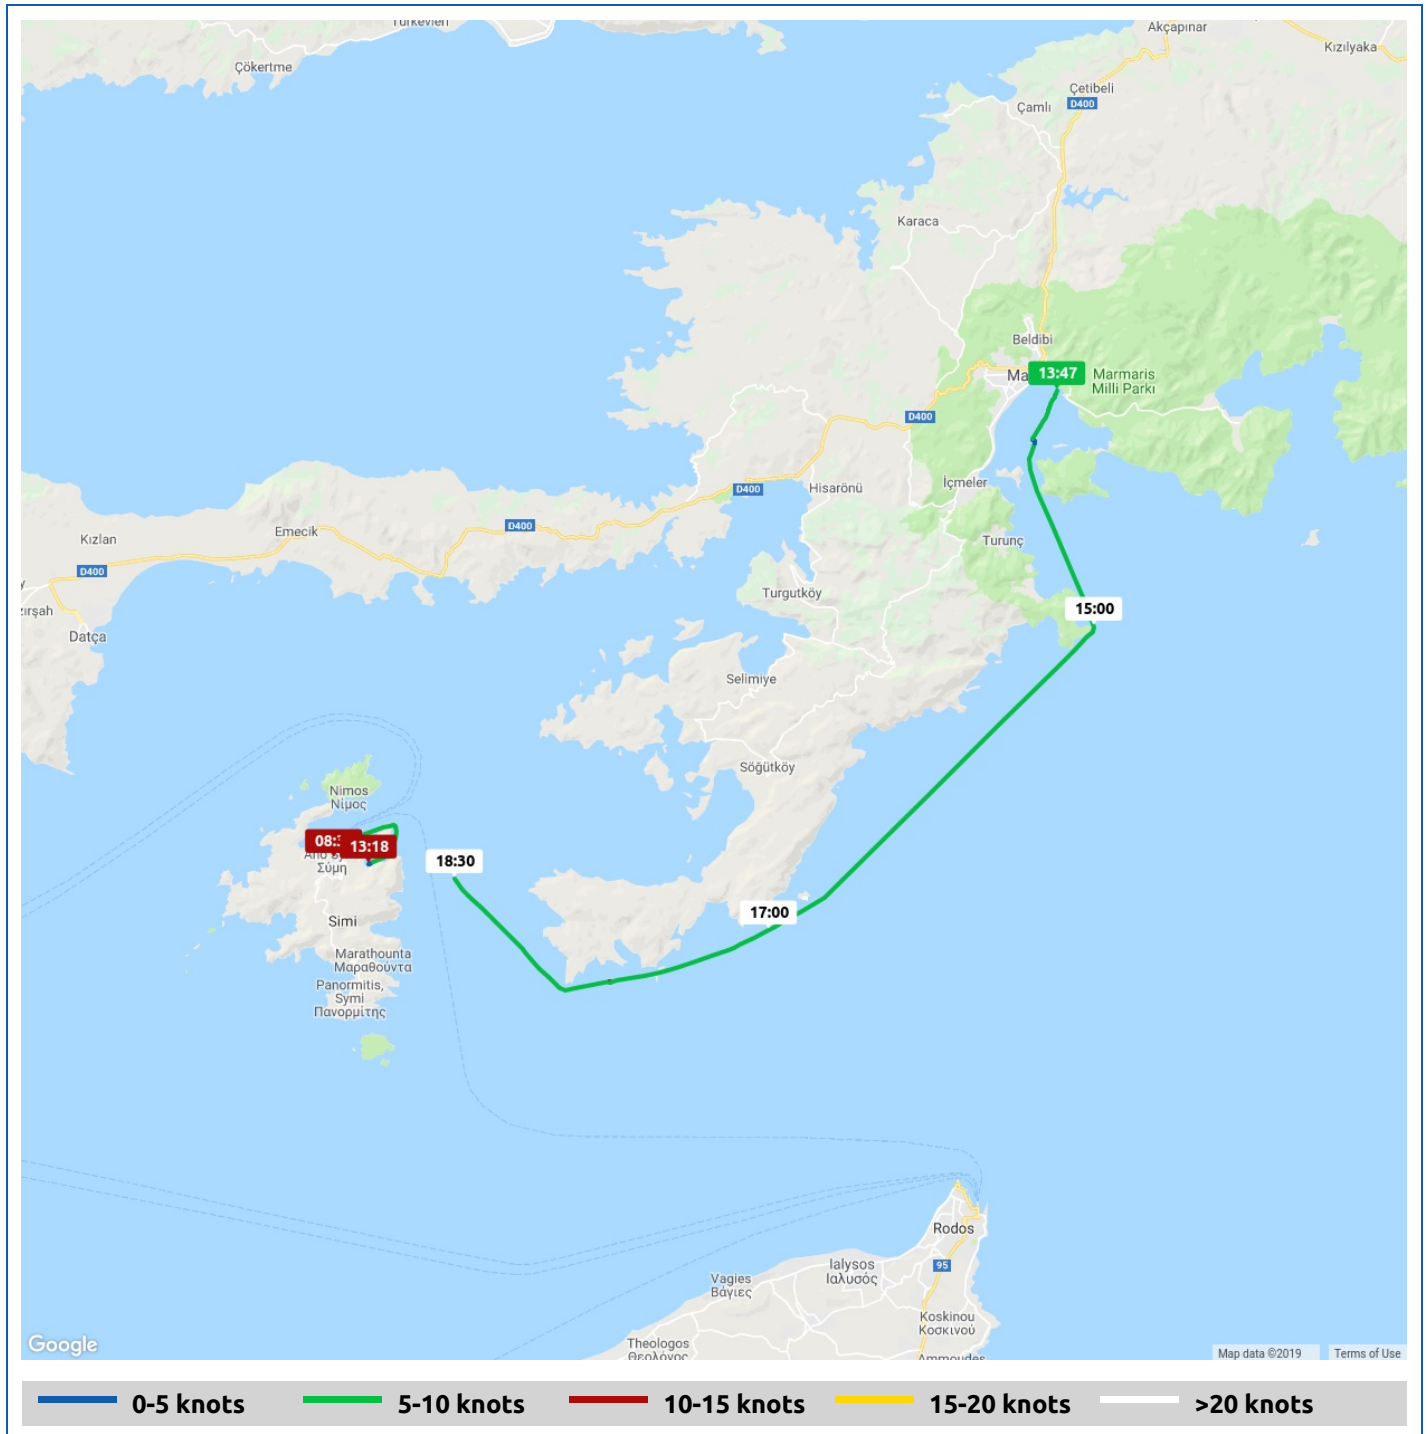 Akçapınar
Çökertme
Kızılyaka
Çetibeli
D400
Çamlı
Karaca
Beldibi
13:47
Marmaris
Milli Parkı
D400
İçmeler
D400
Hisarönü
D400
Emecik
Kızlan
Turunç
D400
Turgutköy
15:00
Datça
Selimiye
Söğütköy
Nimos
Νίμος
13:18
18:30
Σύμη
17:00
Simi
Marathounta
Μαραθούντα
Panormitis,
Symi
Πανορμίτης
Rodos
95
Ialysos
Ιαλυσός
Vagies
Βάγιες
Koskinou
Κοσκινού
Theologos
Θεολόγος
Ammoudes
Google
Map data ©2019
Terms of Use
0-5 knots
5-10 knots
10-15 knots
15-20 knots
>20 knots